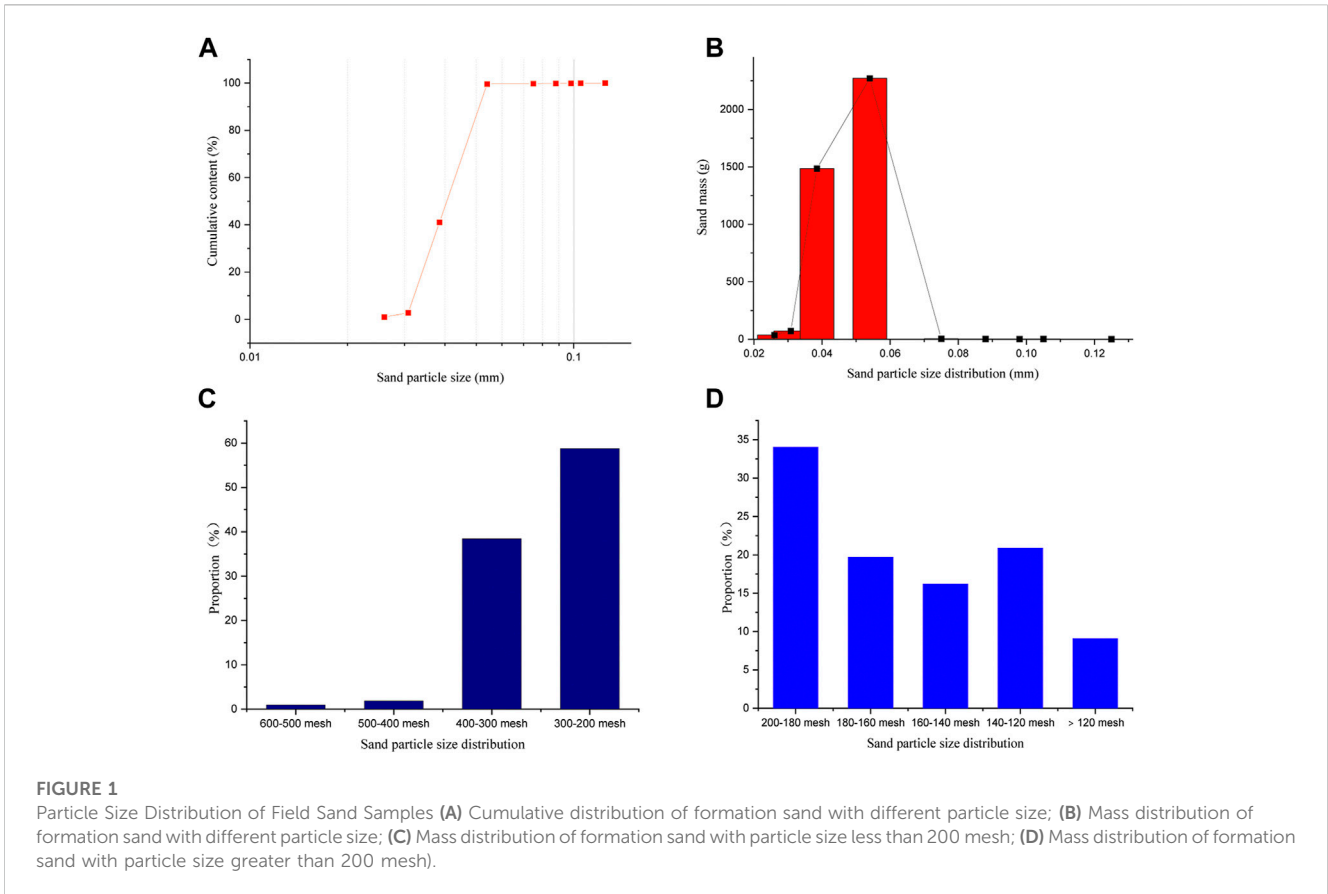 A
100
80
60
40
20
0
0.01
0.1
Cumulative content (%)
Sand particle size (mm)
B
2000
1500
1000
500
0
0.02
0.04
0.06
0.08
0.10
0.12
Sand mass (g)
Sand particle size distribution (mm)
C
60
50
40
30
20
10
0
Proportion (%)
600-500 mesh
500-400 mesh
400-300 mesh
300-200 mesh
Sand particle size distribution
D
35
30
25
20
15
10
5
0
Proportion (%)
200-180 mesh
180-160 mesh
160-140 mesh
140-120 mesh
> 120 mesh
Sand particle size distribution
FIGURE 1
Particle Size Distribution of Field Sand Samples (A) Cumulative distribution of formation sand with different particle size; (B) Mass distribution of
formation sand with different particle size; (C) Mass distribution of formation sand with particle size less than 200 mesh; (D) Mass distribution of formation
sand with particle size greater than 200 mesh).